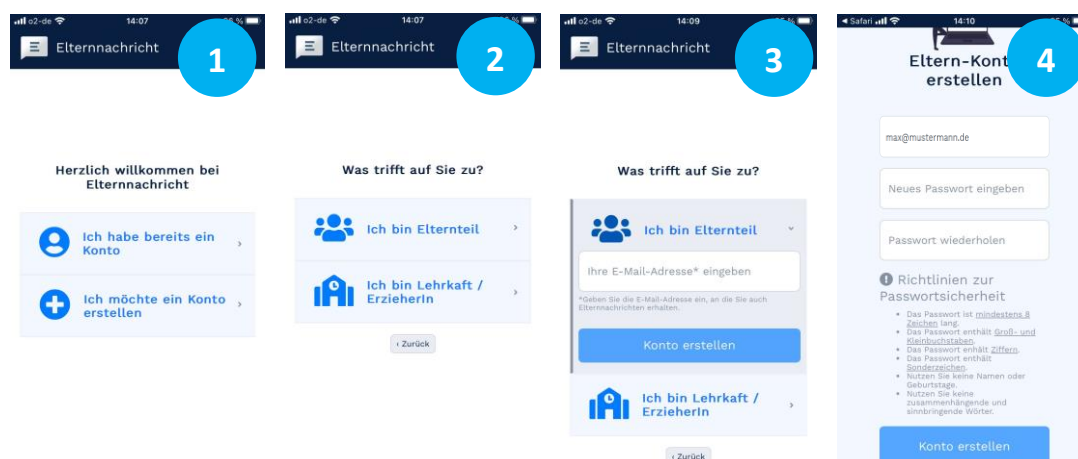 o2-de 14:07 %
Elternnachricht
1
Herzlich willkommen bei
Elternnachricht
Ich habe bereits ein
Konto
Ich möchte ein Konto
erstellen
o2-de 14:07 %
Elternnachricht
2
Was trifft auf Sie zu?
Ich bin Elternteil
Ich bin Lehrkaft /
ErzieherIn
‹ Zurück
o2-de 14:09 %
Elternnachricht
3
Was trifft auf Sie zu?
Ich bin Elternteil
Ihre E-Mail-Adresse* eingeben
*Geben Sie die E-Mail-Adresse ein, an die Sie auch
Elternnachrichten erhalten.
Konto erstellen
Ich bin Lehrkaft /
ErzieherIn
‹ Zurück
◄ Safari 14:10 %
4
Eltern-Kont
erstellen
max@mustermann.de
Neues Passwort eingeben
Passwort wiederholen
Richtlinien zur
Passwortsicherheit
• Das Passwort ist mindestens 8
Zeichen lang.
• Das Passwort enthält Groß- und
Kleinbuchstaben.
• Das Passwort enhält Ziffern.
• Das Passwort enthält
Sonderzeichen.
• Nutzen Sie keine Namen oder
Geburtstage.
• Nutzen Sie keine
zusammenhängende und
sinnbringende Wörter.
Konto erstellen